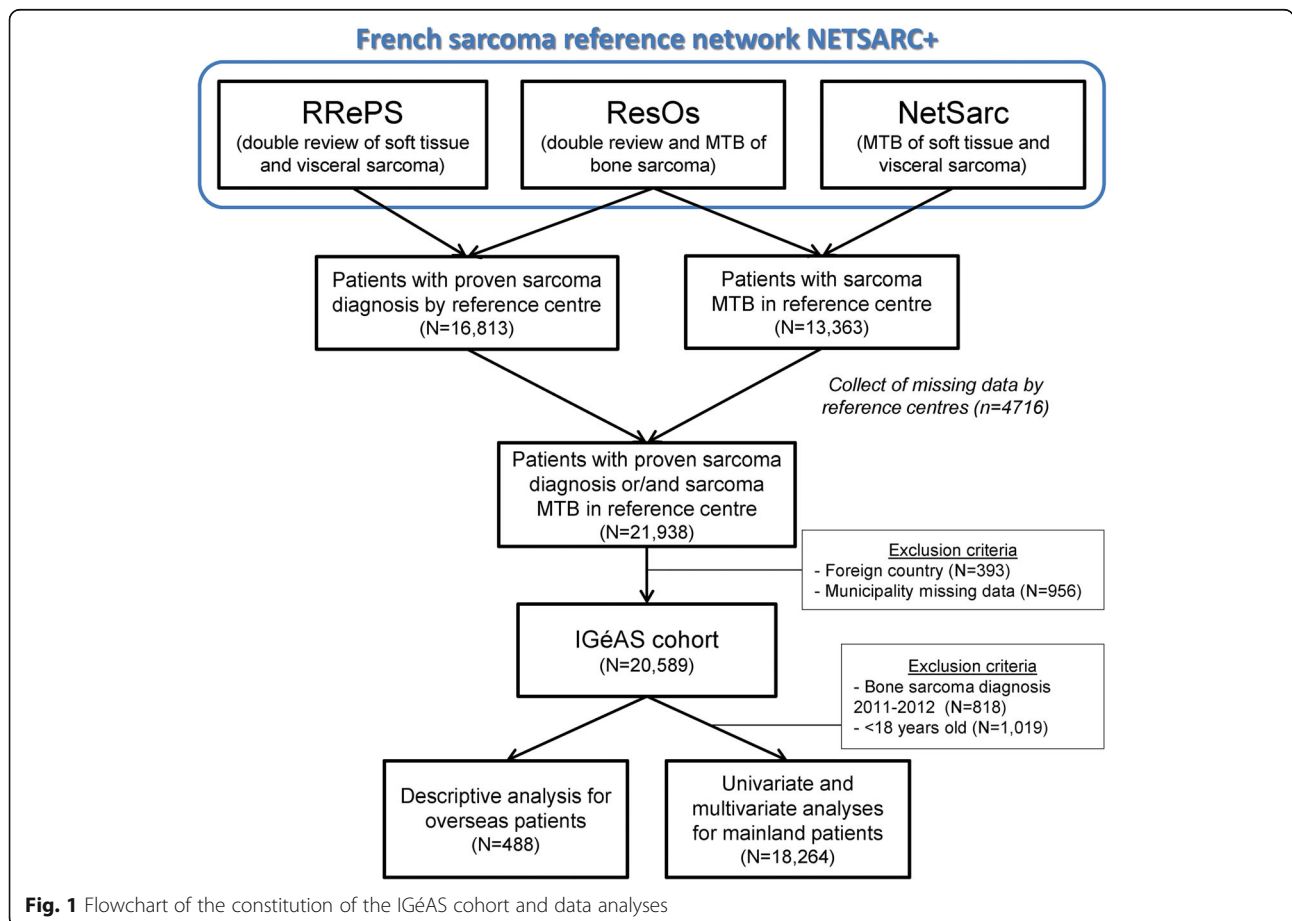 French sarcoma reference network NETSARC+
RRePS
(double review of soft tissue
and visceral sarcoma)
ResOs
(double review and MTB of
bone sarcoma)
NetSarc
(MTB of soft tissue and
visceral sarcoma)
Patients with proven sarcoma
diagnosis by reference centre
(N=16,813)
Patients with sarcoma
MTB in reference centre
(N=13,363)
Collect of missing data by
reference centres (n=4716)
Patients with proven sarcoma
diagnosis or/and sarcoma
MTB in reference centre
(N=21,938)
Exclusion criteria
- Foreign country (N=393)
- Municipality missing data (N=956)
IGéAS cohort
(N=20,589)
Exclusion criteria
- Bone sarcoma diagnosis
2011-2012 (N=818)
- <18 years old (N=1,019)
Descriptive analysis for
overseas patients
(N=488)
Univariate and
multivariate analyses
for mainland patients
(N=18,264)
Fig. 1 Flowchart of the constitution of the IGéAS cohort and data analyses